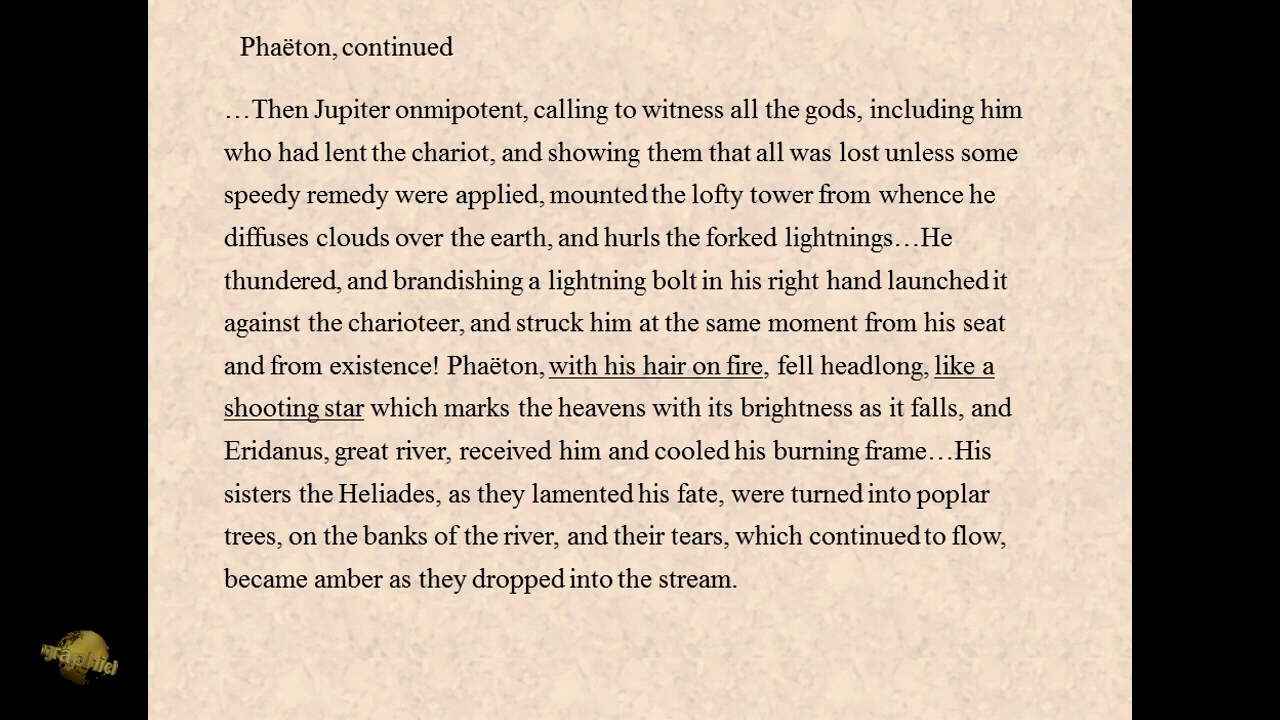 Phaëton, continued
…Then Jupiter onmipotent, calling to witness all the gods, including him
who had lent the chariot, and showing them that all was lost unless some
speedy remedy were applied, mounted the lofty tower from whence he
diffuses clouds over the earth, and hurls the forked lightnings…He
thundered, and brandishing a lightning bolt in his right hand launched it
against the charioteer, and struck him at the same moment from his seat
and from existence! Phaëton, with his hair on fire, fell headlong, like a
shooting star which marks the heavens with its brightness as it falls, and
Eridanus, great river, received him and cooled his burning frame…His
sisters the Heliades, as they lamented his fate, were turned into poplar
trees, on the banks of the river, and their tears, which continued to flow,
became amber as they dropped into the stream.